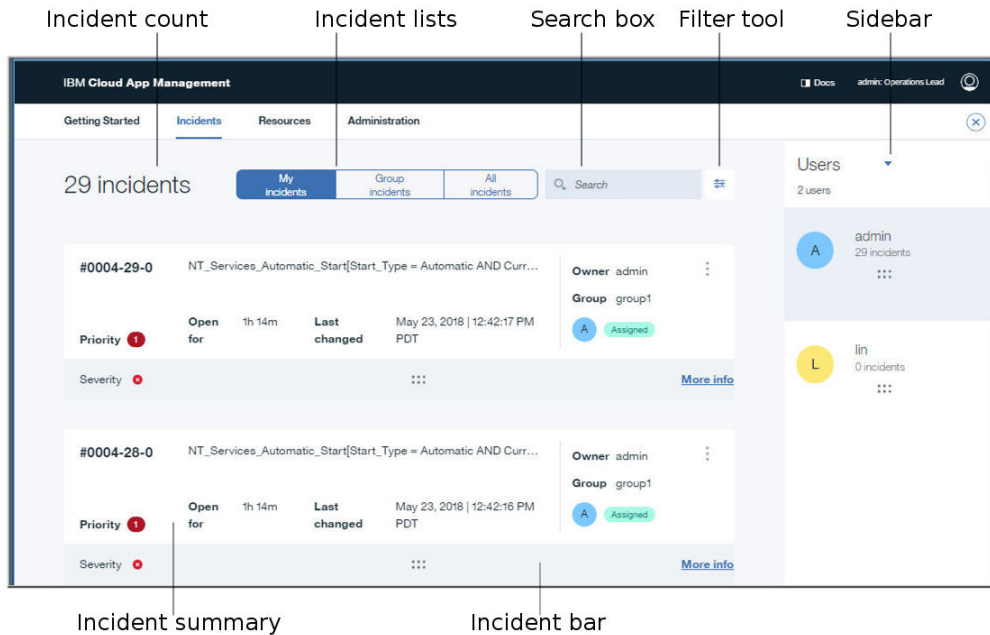 Incident count Incident lists Search box Filter tool Sidebar
IBM Cloud App Management Docs admin: Operations Lead
Getting Started Incidents Resources Administration
29 incidents
My incidents
Group incidents
All incidents
Search
Users
2 users
A
admin
29 incidents
L
lin
0 incidents
#0004-29-0 NT_Services_Automatic_Start[Start_Type = Automatic AND Curr...
Owner admin
Group group1
A Assigned
Priority 1
Open for 1h 14m
Last changed May 23, 2018 | 12:42:17 PM PDT
Severity
More info
#0004-28-0 NT_Services_Automatic_Start[Start_Type = Automatic AND Curr...
Owner admin
Group group1
A Assigned
Priority 1
Open for 1h 14m
Last changed May 23, 2018 | 12:42:16 PM PDT
Severity
More info
Incident summary Incident bar